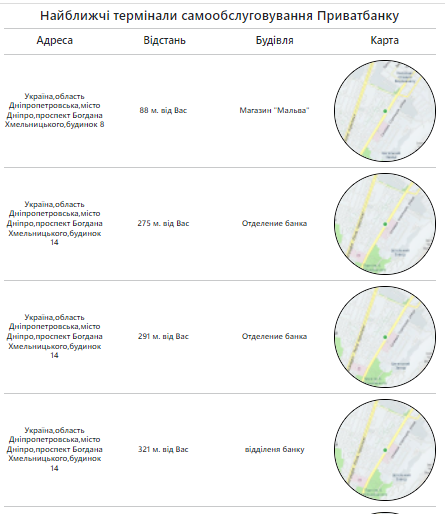 Найближчі термінали самообслуговування Приватбанку
Адреса Відстань Будівля Карта
Україна,область
Дніпропетровська,місто
Дніпро,проспект Богдана
Хмельницького,будинок 8
88 м. від Вас
Магазин "Мальва"
Україна,область
Дніпропетровська,місто
Дніпро,проспект Богдана
Хмельницького,будинок
14
275 м. від Вас
Отделение банка
Україна,область
Дніпропетровська,місто
Дніпро,проспект Богдана
Хмельницького,будинок
14
291 м. від Вас
Отделение банка
Україна,область
Дніпропетровська,місто
Дніпро,проспект Богдана
Хмельницького,будинок
14
321 м. від Вас
відділеня банку